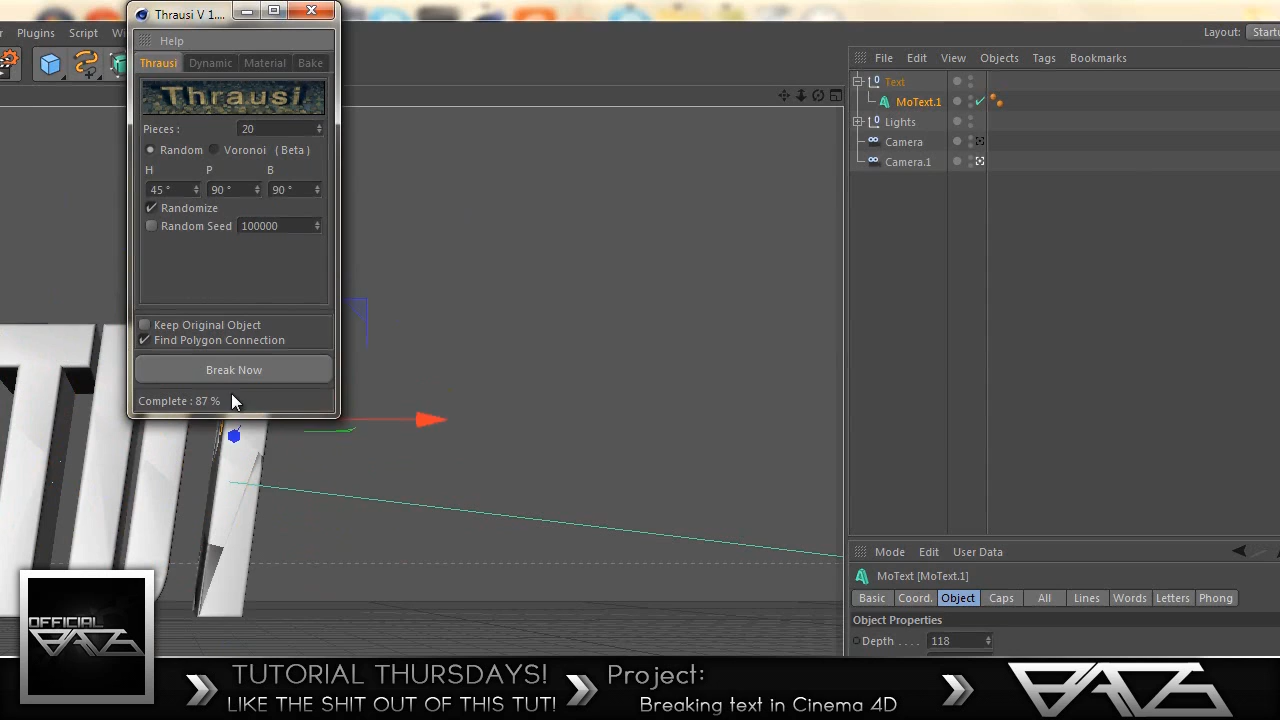 Thrausi V 1....
Plugins
Script
Layout:
Help
Thrausi
Dynamic
Material
Bake
Thrausi
Pieces :
20
Random
Voronoi
( Beta )
H
P
B
45 °
90 °
90 °
Randomize
Random Seed
100000
Keep Original Object
Find Polygon Connection
Break Now
Complete : 87 %
File
Edit
View
Objects
Tags
Bookmarks
Text
MoText.1
Lights
Camera
Camera.1
Mode
Edit
User Data
MoText [MoText.1]
Basic
Coord.
Object
Caps
All
Lines
Words
Letters
Phong
Object Properties
Depth . . . .
118
OFFICIAL
TUTORIAL THURSDAYS!
LIKE THE SHIT OUT OF THIS TUT!
Project:
Breaking text in Cinema 4D